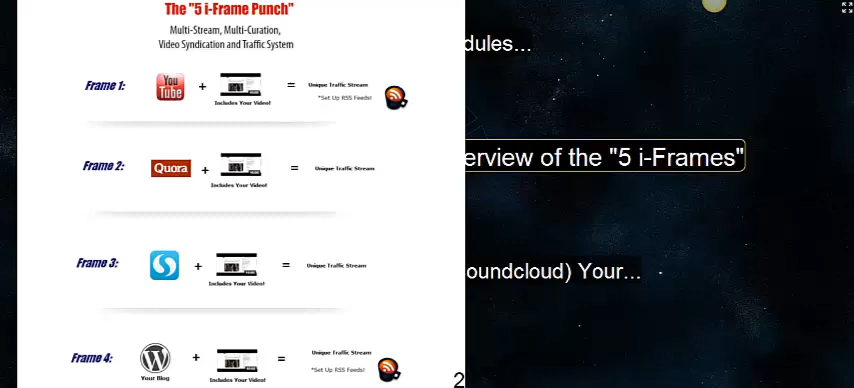 The "5 i-Frame Punch"
Multi-Stream, Multi-Curation,
Video Syndication and Traffic System
Frame 1:
You
Tube
+
Includes Your Video!
=
Unique Traffic Stream
*Set Up RSS Feeds!
Frame 2:
Quora
+
Includes Your Video!
=
Unique Traffic Stream
Frame 3:
+
Includes Your Video!
=
Unique Traffic Stream
Frame 4:
Your Blog
+
Includes Your Video!
=
Unique Traffic Stream
*Set Up RSS Feeds!
dules...
erview of the "5 i-Frames"
oundcloud) Your...
2